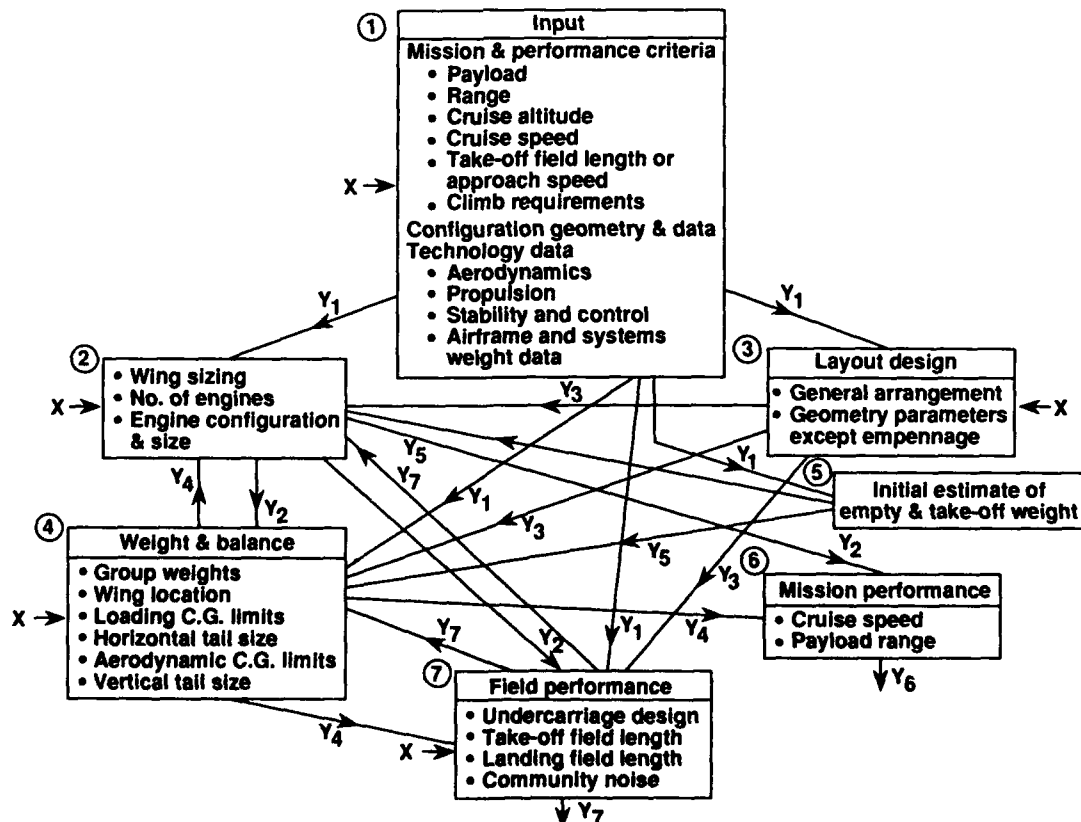 ① Input
Mission & performance criteria
• Payload
• Range
• Cruise altitude
• Cruise speed
• Take-off field length or
approach speed
• Climb requirements
X
Configuration geometry & data
Technology data
• Aerodynamics
• Propulsion
• Stability and control
• Airframe and systems
weight data
Y1
Y1
②
• Wing sizing
• No. of engines
• Engine configuration
& size
X
③ Layout design
• General arrangement
• Geometry parameters
except empennage
X
Y3
Y5
Y7
Y1
Y1
Y3
Y4
Y2
⑤
Initial estimate of
empty & take-off weight
Y5
Y2
④ Weight & balance
• Group weights
• Wing location
• Loading C.G. limits
• Horizontal tail size
• Aerodynamic C.G. limits
• Vertical tail size
X
⑥ Mission performance
• Cruise speed
• Payload range
Y3
Y4
Y1
Y2
Y7
Y6
⑦ Field performance
• Undercarriage design
• Take-off field length
• Landing field length
• Community noise
Y4
X
Y7